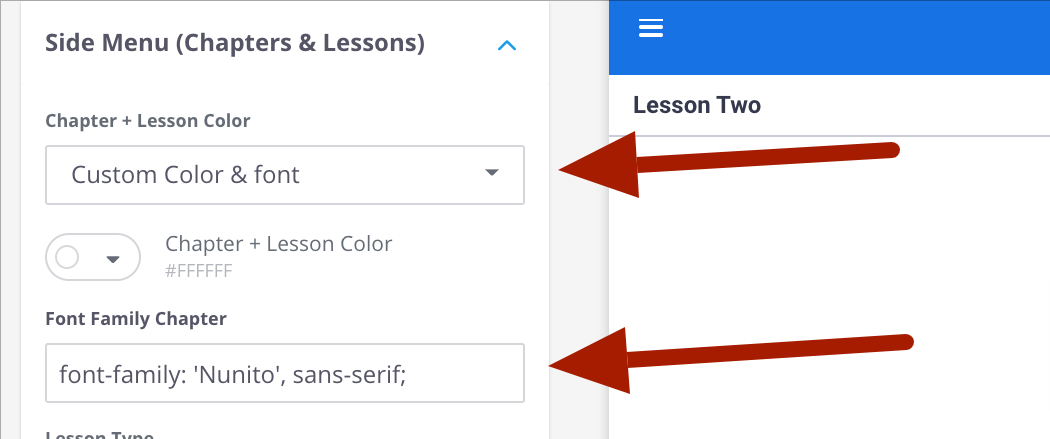 Side Menu (Chapters & Lessons)
Chapter + Lesson Color
Custom Color & font
Chapter + Lesson Color
#FFFFFF
Font Family Chapter
font-family: 'Nunito', sans-serif;
Lesson Type
Lesson Two